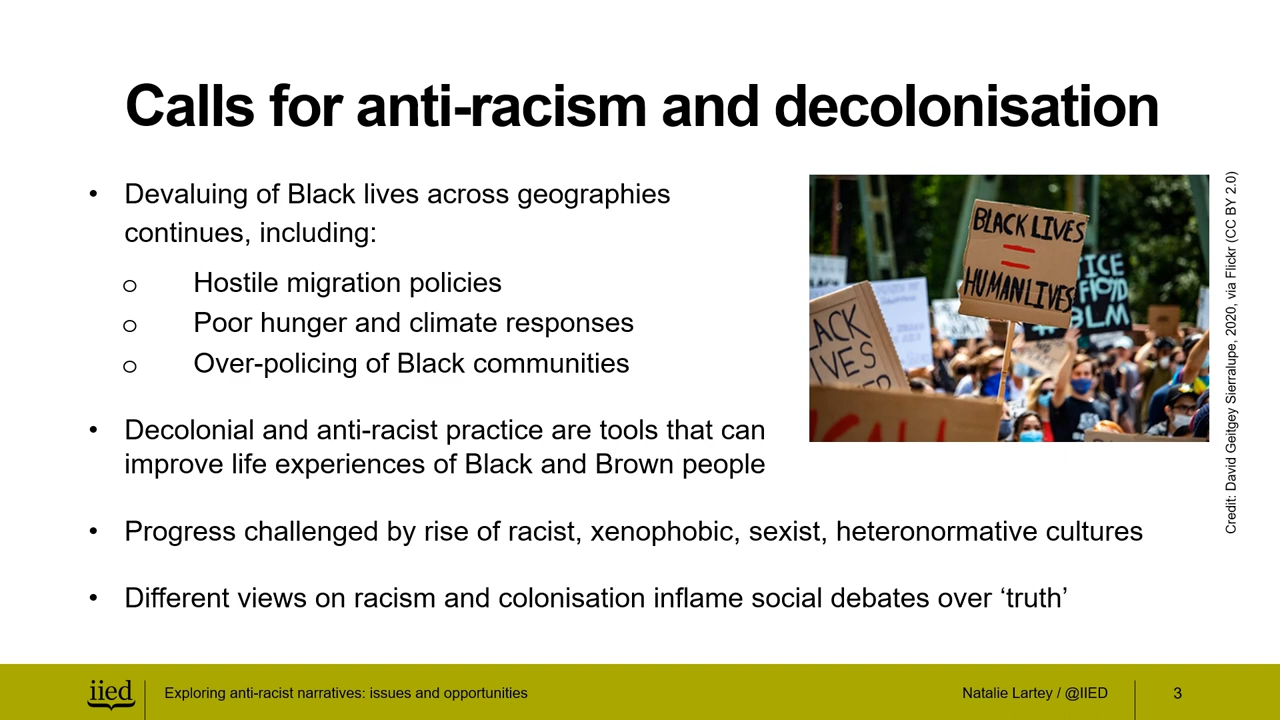 Calls for anti-racism and decolonisation
• Devaluing of Black lives across geographies
continues, including:
o Hostile migration policies
o Poor hunger and climate responses
o Over-policing of Black communities
• Decolonial and anti-racist practice are tools that can
improve life experiences of Black and Brown people
• Progress challenged by rise of racist, xenophobic, sexist, heteronormative cultures
• Different views on racism and colonisation inflame social debates over ‘truth’
BLACK LIVES
=
HUMAN LIVES
FLOYD
BLM
Credit: David Geitgey Sierralupe, 2020, via Flickr (CC BY 2.0)
iied
Exploring anti-racist narratives: issues and opportunities
Natalie Lartey / @IIED
3